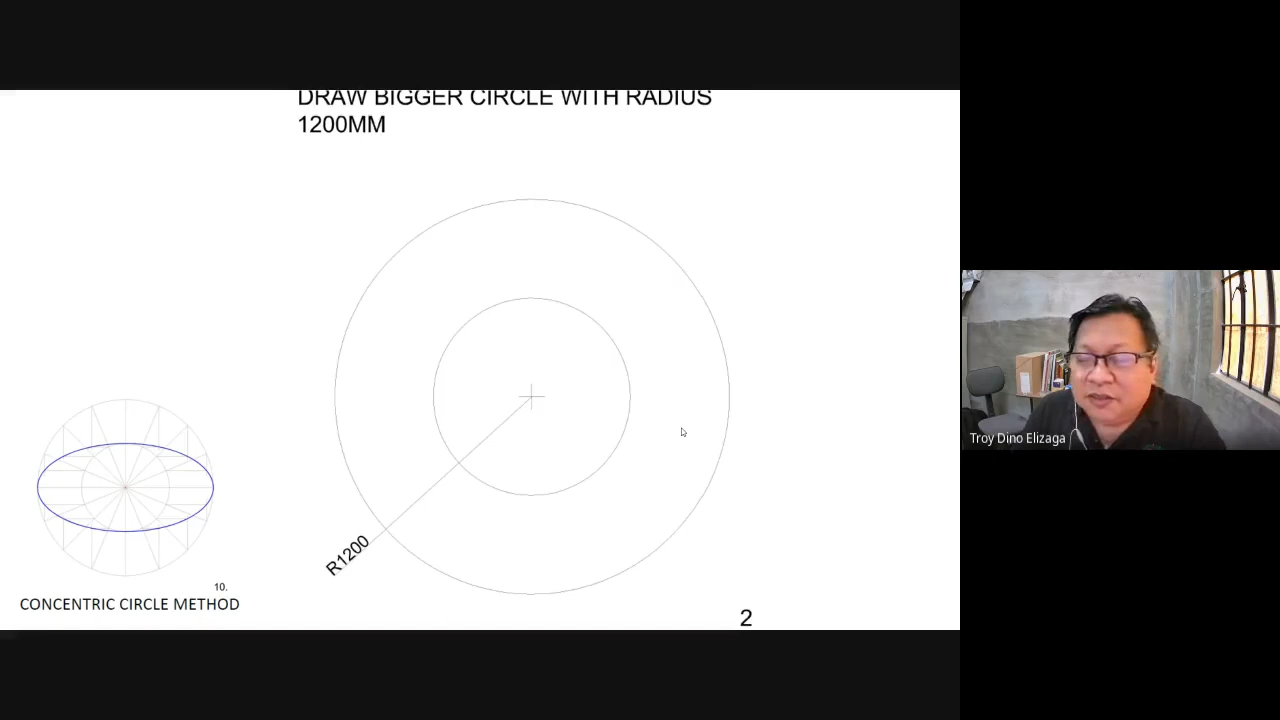 DRAW BIGGER CIRCLE WITH RADIUS
1200MM
R1200
10.
CONCENTRIC CIRCLE METHOD
2
Troy Dino Elizaga